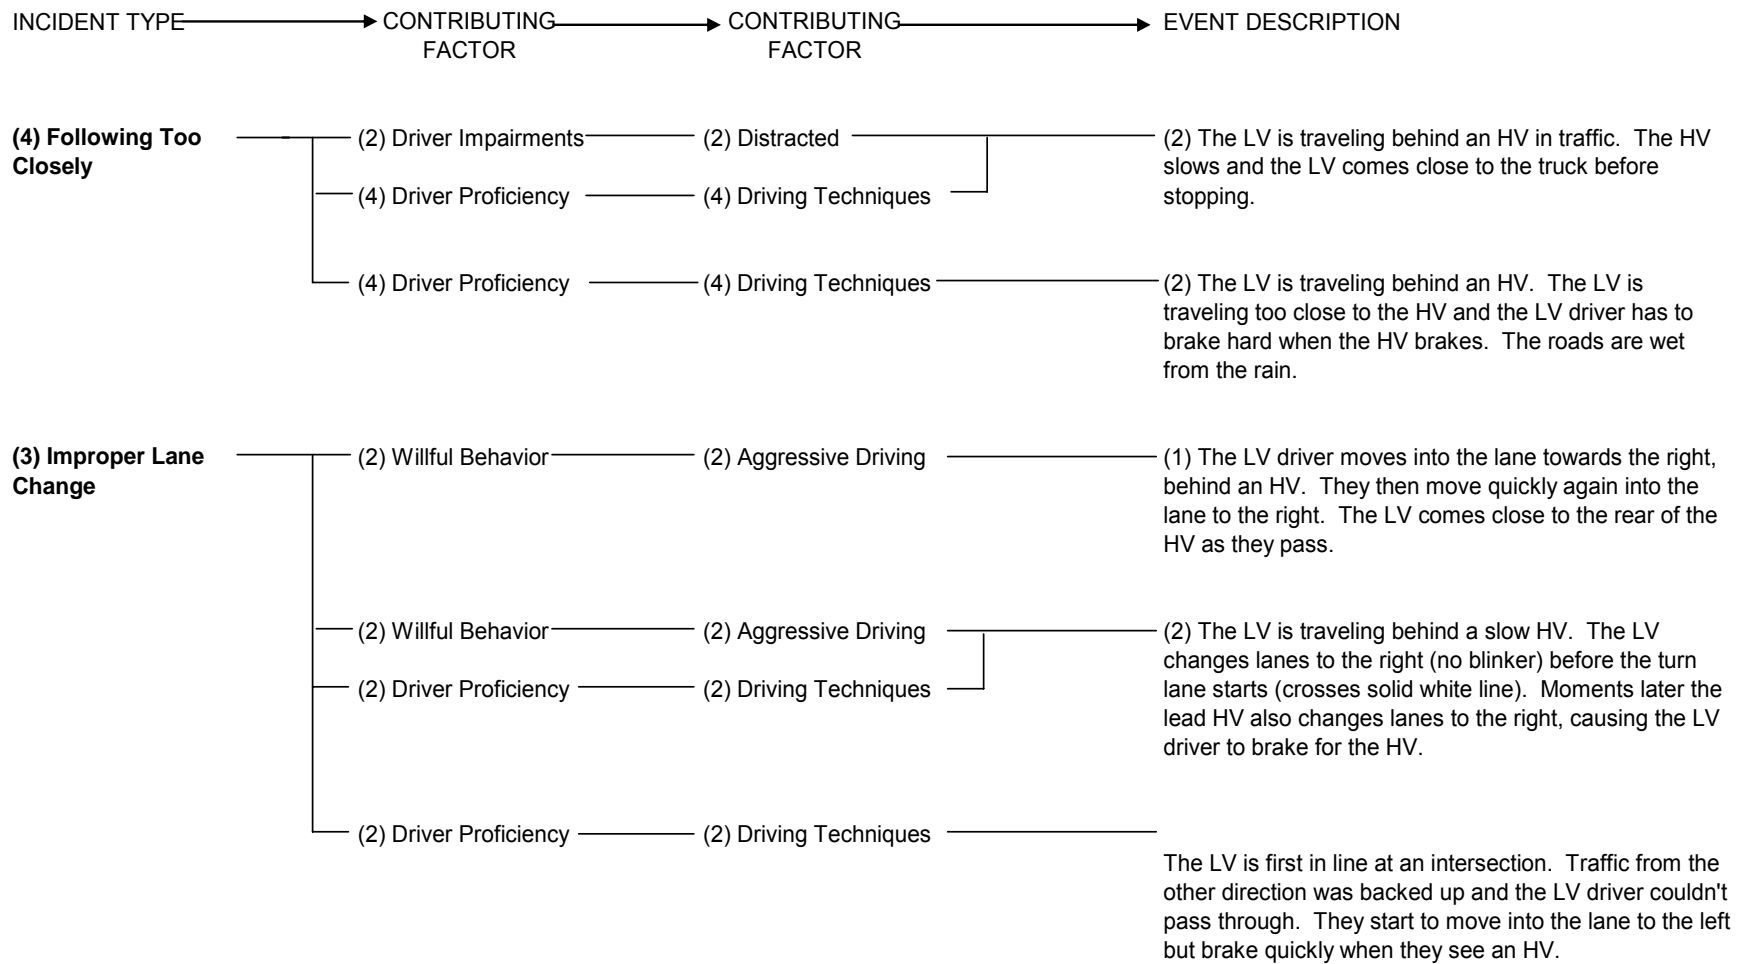 INCIDENT TYPE CONTRIBUTING CONTRIBUTING EVENT DESCRIPTION
FACTOR FACTOR
(4) Following Too (2) Driver Impairments (2) Distracted (2) The LV is traveling behind an HV in traffic.  The HV
Closely slows and the LV comes close to the truck before
(4) Driver Proficiency (4) Driving Techniques stopping.
(4) Driver Proficiency (4) Driving Techniques (2) The LV is traveling behind an HV.  The LV is
traveling too close to the HV and the LV driver has to
brake hard when the HV brakes.  The roads are wet
from the rain.
(3) Improper Lane (2) Willful Behavior (2) Aggressive Driving (1) The LV driver moves into the lane towards the right,
Change behind an HV.  They then move quickly again into the
lane to the right.  The LV comes close to the rear of the
HV as they pass.
(2) Willful Behavior (2) Aggressive Driving (2) The LV is traveling behind a slow HV.  The LV
changes lanes to the right (no blinker) before the turn
(2) Driver Proficiency (2) Driving Techniques lane starts (crosses solid white line).  Moments later the
lead HV also changes lanes to the right, causing the LV
driver to brake for the HV.
(2) Driver Proficiency (2) Driving Techniques
The LV is first in line at an intersection.  Traffic from the
other direction was backed up and the LV driver couldn't
pass through.  They start to move into the lane to the left
but brake quickly when they see an HV.